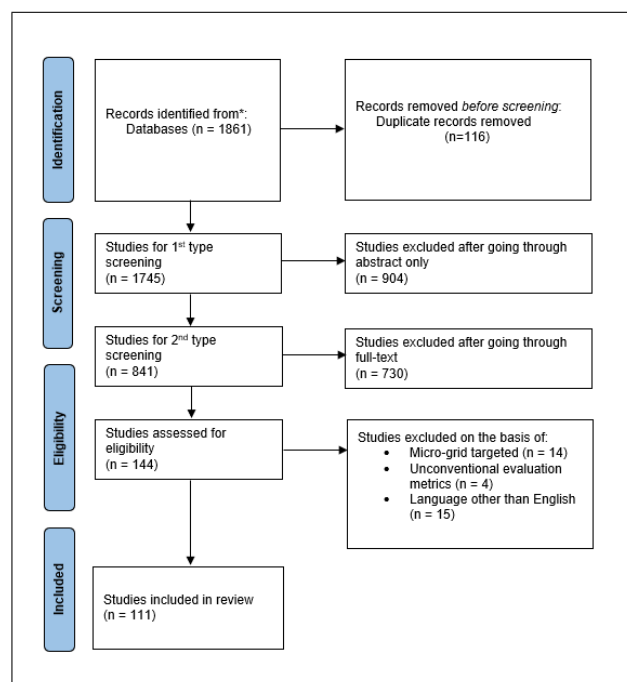 Identification
Records identified from*:
Databases (n = 1861)
Records removed before screening:
Duplicate records removed
(n=116)
Screening
Studies for 1st type
screening
(n = 1745)
Studies excluded after going through
abstract only
(n = 904)
Studies for 2nd type
screening
(n = 841)
Studies excluded after going through
full-text
(n = 730)
Eligibility
Studies assessed for
eligibility
(n = 144)
Studies excluded on the basis of:
• Micro-grid targeted (n = 14)
• Unconventional evaluation
metrics (n = 4)
• Language other than English
(n = 15)
Included
Studies included in review
(n = 111)